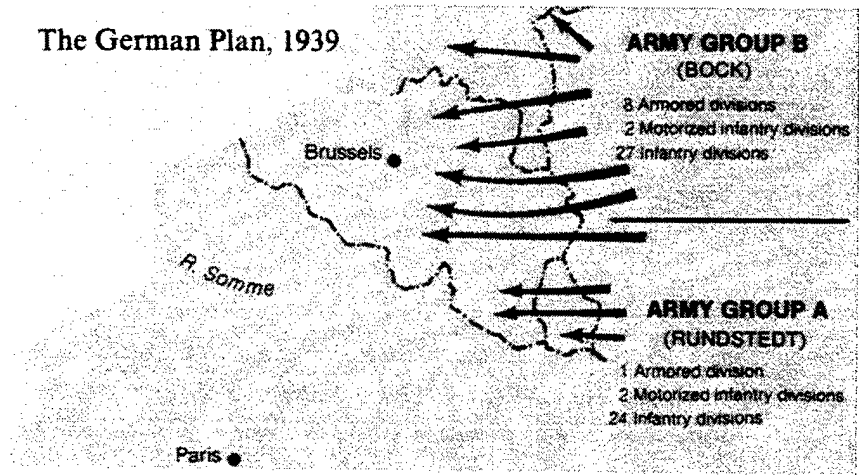 The German Plan, 1939
ARMY GROUP B
(BOCK)
8 Armored divisions
2 Motorized infantry divisions
27 Infantry divisions
Brussels
R. Somme
ARMY GROUP A
(RUNDSTEDT)
1 Armored division
2 Motorized infantry divisions
24 Infantry divisions
Paris